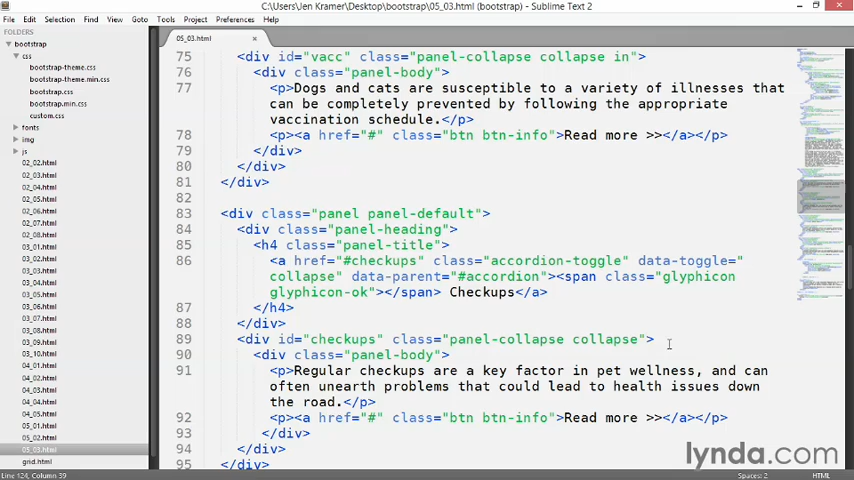 C:\Users\Jen Kramer\Desktop\bootstrap\05_03.html (bootstrap) - Sublime Text 2
File Edit Selection Find View Goto Tools Project Preferences Help
FOLDERS
bootstrap
css
bootstrap-theme.css
bootstrap-theme.min.css
bootstrap.css
bootstrap.min.css
custom.css
fonts
img
js
02_02.html
02_03.html
02_04.html
02_05.html
02_06.html
02_07.html
02_08.html
03_01.html
03_02.html
03_03.html
03_04.html
03_05.html
03_06.html
03_07.html
03_08.html
03_09.html
03_10.html
04_01.html
04_02.html
04_03.html
04_04.html
04_05.html
05_01.html
05_02.html
05_03.html
grid.html
05_03.html
75 <div id="vacc" class="panel-collapse collapse in">
76 <div class="panel-body">
77 <p>Dogs and cats are susceptible to a variety of illnesses that
can be completely prevented by following the appropriate
vaccination schedule.</p>
78 <p><a href="#" class="btn btn-info">Read more >></a></p>
79 </div>
80 </div>
81 </div>
82
83 <div class="panel panel-default">
84 <div class="panel-heading">
85 <h4 class="panel-title">
86 <a href="#checkups" class="accordion-toggle" data-toggle="
collapse" data-parent="#accordion"><span class="glyphicon
glyphicon-ok"></span> Checkups</a>
87 </h4>
88 </div>
89 <div id="checkups" class="panel-collapse collapse">
90 <div class="panel-body">
91 <p>Regular checkups are a key factor in pet wellness, and can
often unearth problems that could lead to health issues down
the road.</p>
92 <p><a href="#" class="btn btn-info">Read more >></a></p>
93 </div>
94 </div>
95 </div>
lynda.com
Line 124, Column 39
Spaces: 2
HTML